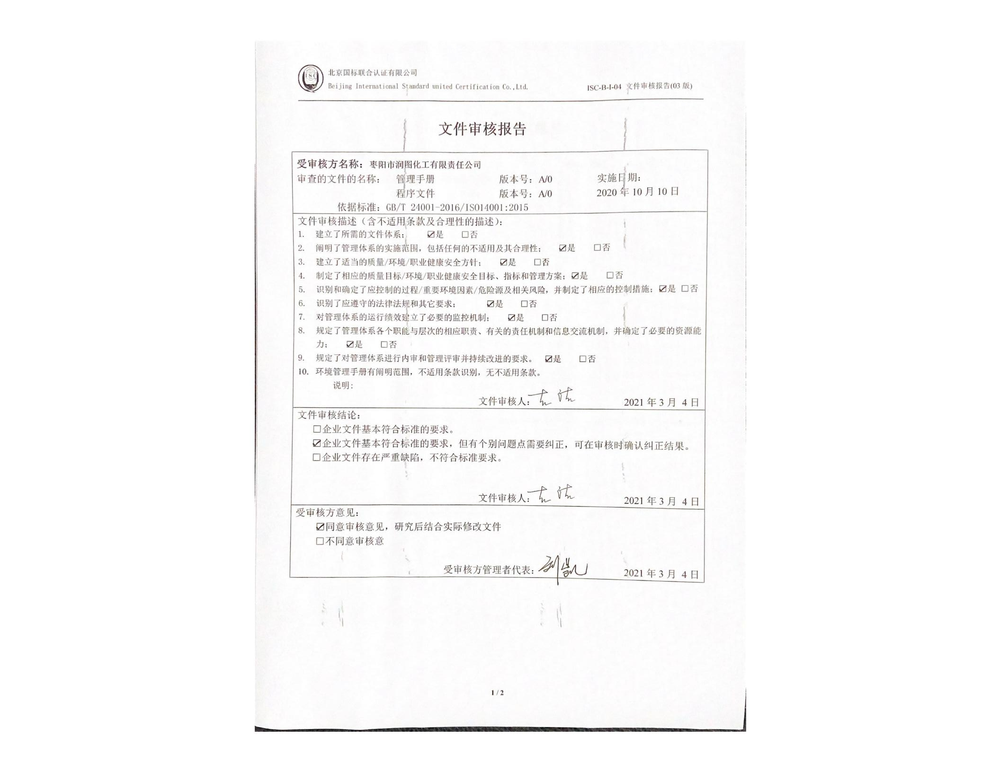 ISC
北京国标联合认证有限公司
Beijing International Standard united Certification Co.,Ltd.
ISC-B-I-04 文件审核报告(03 版)
文件审核报告
受审核方名称：枣阳市润图化工有限责任公司
审查的文件的名称： 管理手册 版本号：A/0 实施日期：
程序文件 版本号：A/0 2020 年 10 月 10 日
依据标准：GB/T 24001-2016/ISO14001:2015
文件审核描述（含不适用条款及合理性的描述）：
1. 建立了所需的文件体系； ☑是 □否
2. 阐明了管理体系的实施范围，包括任何的不适用及其合理性； ☑是 □否
3. 建立了适当的质量/环境/职业健康安全方针； ☑是 □否
4. 制定了相应的质量目标/环境/职业健康安全目标、指标和管理方案；☑是 □否
5. 识别和确定了应控制的过程/重要环境因素/危险源及相关风险，并制定了相应的控制措施；☑是 □否
6. 识别了应遵守的法律法规和其它要求； ☑是 □否
7. 对管理体系的运行绩效建立了必要的监控机制； ☑是 □否
8. 规定了管理体系各个职能与层次的相应职责、有关的责任机制和信息交流机制，并确定了必要的资源能
力； ☑是 □否
9. 规定了对管理体系进行内审和管理评审并持续改进的要求。 ☑是 □否
10. 环境管理手册有阐明范围，不适用条款识别，无不适用条款。
说明：
文件审核人： 2021 年 3 月 4 日
文件审核结论：
□企业文件基本符合标准的要求。
☑企业文件基本符合标准的要求，但有个别问题点需要纠正，可在审核时确认纠正结果。
□企业文件存在严重缺陷，不符合标准要求。
文件审核人： 2021 年 3 月 4 日
受审核方意见：
☑同意审核意见，研究后结合实际修改文件
□不同意审核意
受审核方管理者代表： 刘凯 2021 年 3 月 4 日
1 / 2